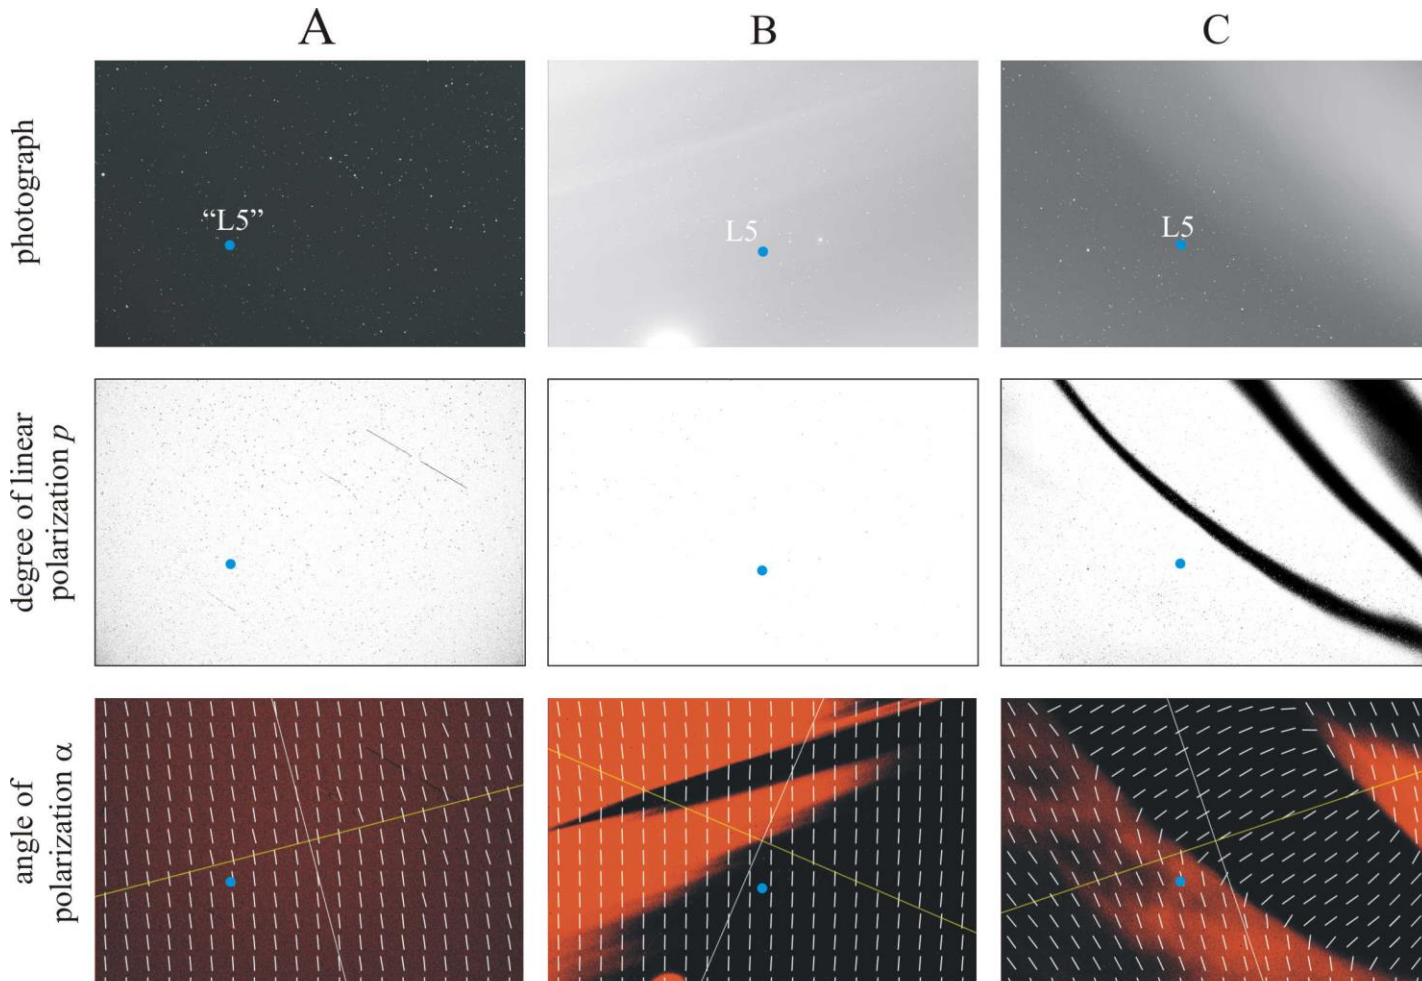 A
B
C
photograph
“L5”
L5
L5
degree of linear
polarization p
angle of
polarization α